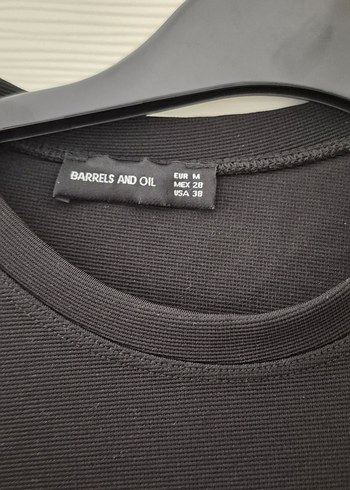 BARRELS AND OIL
EUR M
MEX 28
USA 38